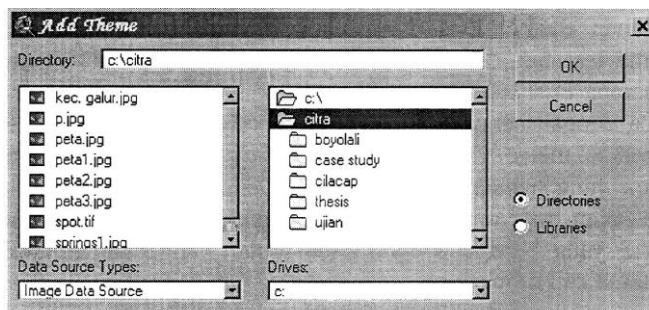 Add Theme
Directory: c:\citra
OK
Cancel
kec. galur.jpg
p.jpg
peta.jpg
peta1.jpg
peta2.jpg
peta3.jpg
spot.tif
springs1.jpg
c:\
citra
boyolali
case study
cilacap
thesis
ujian
Directories
Libraries
Data Source Types:
Image Data Source
Drives:
c: